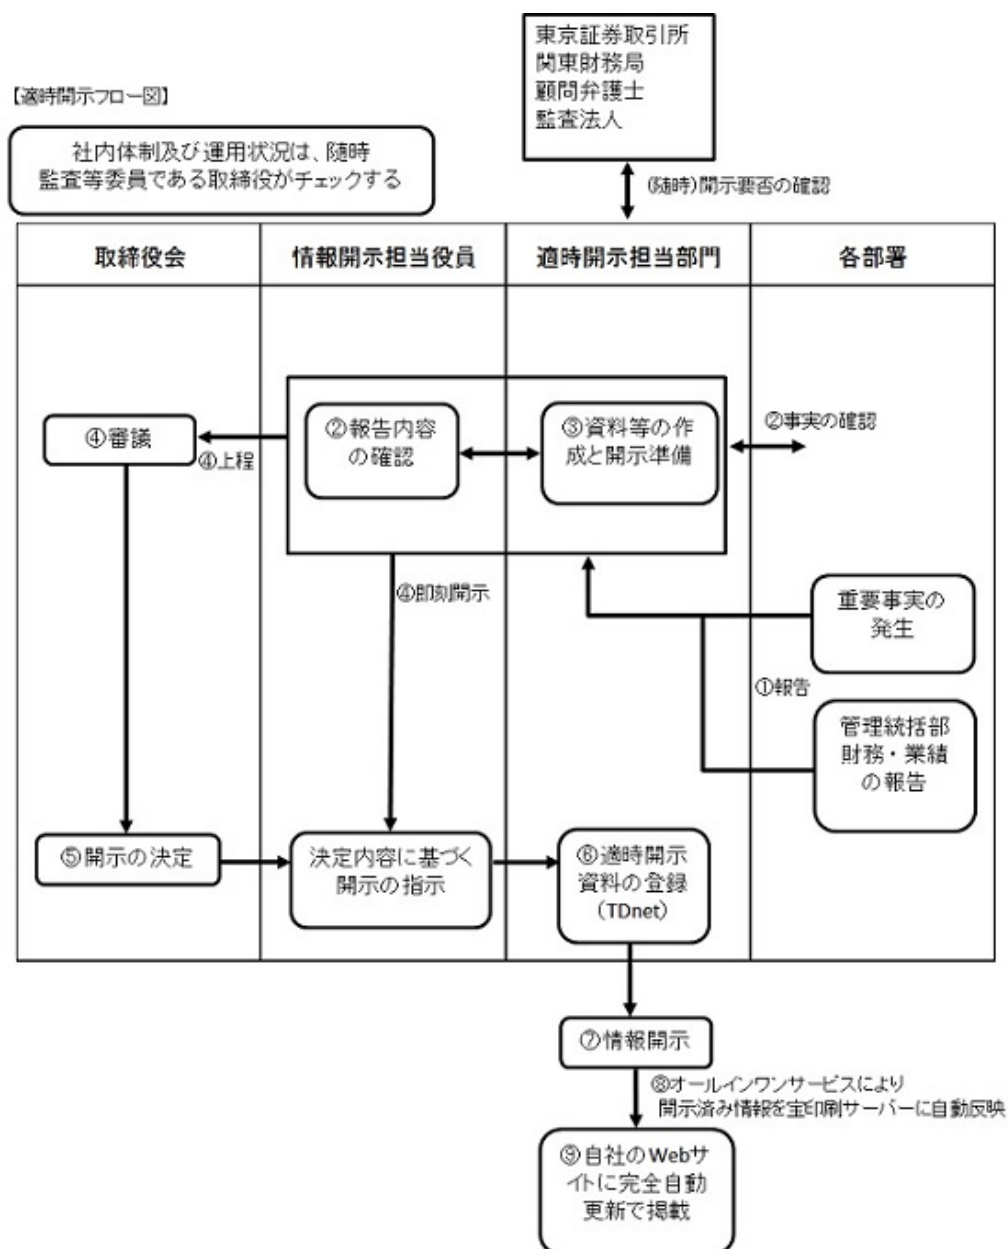 東京証券取引所
関東財務局
顧問弁護士
監査法人
【適時開示フロー図】
社内体制及び運用状況は、随時
監査等委員である取締役がチェックする
(随時)開示要否の確認
取締役会
情報開示担当役員
適時開示担当部門
各部署
④審議
④上程
②報告内容
の確認
③資料等の作
成と開示準備
②事実の確認
④即刻開示
重要事実の
発生
①報告
管理統括部
財務・業績
の報告
⑤開示の決定
決定内容に基づく
開示の指示
⑥適時開示
資料の登録
(TDnet)
⑦情報開示
⑧オールインワンサービスにより
開示済み情報を宝印刷サーバーに自動反映
⑨自社のWebサ
イトに完全自動
更新で掲載